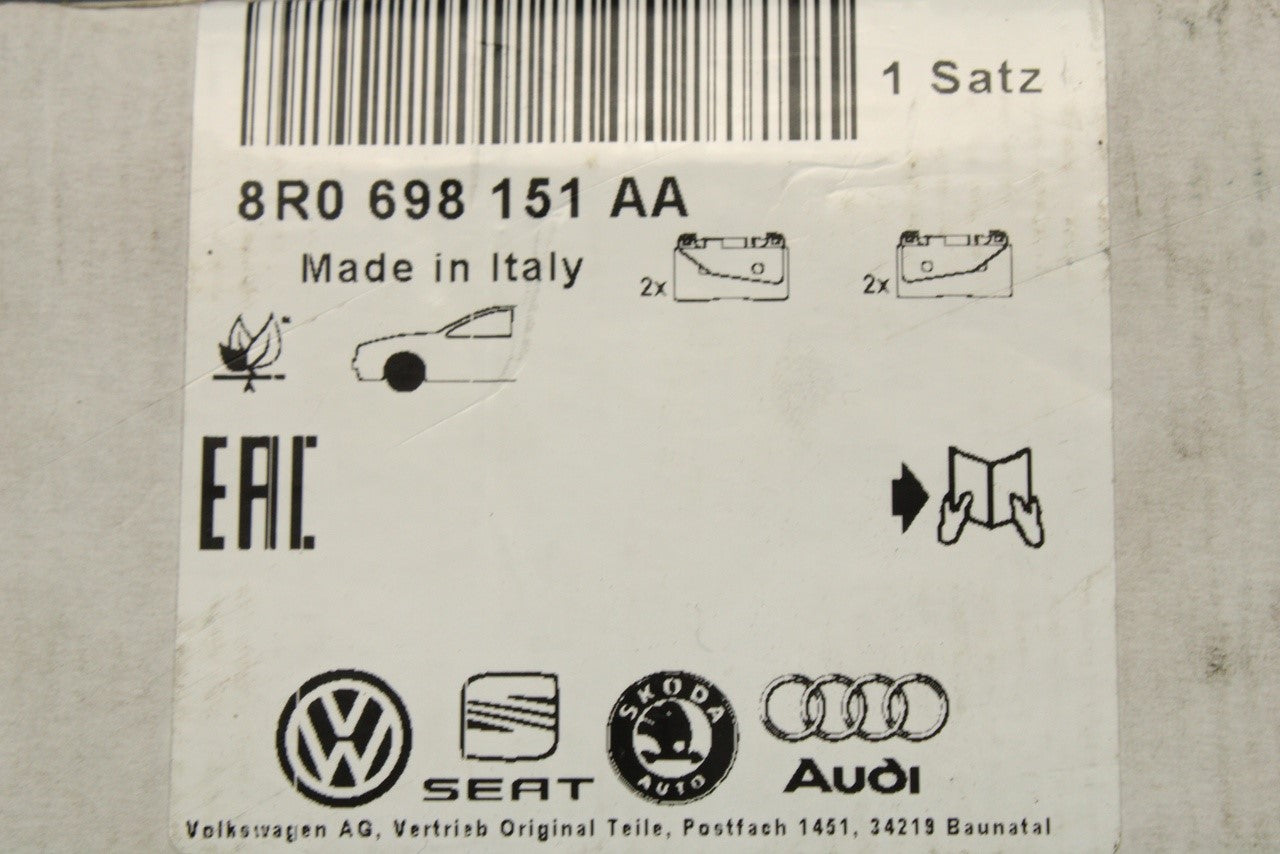 1 Satz
8R0 698 151 AA
Made in Italy
2x
2x
EAC
SEAT
ŠKODA
AUTO
Audi
Volkswagen AG, Vertrieb Original Teile, Postfach 1451, 34219 Baunatal